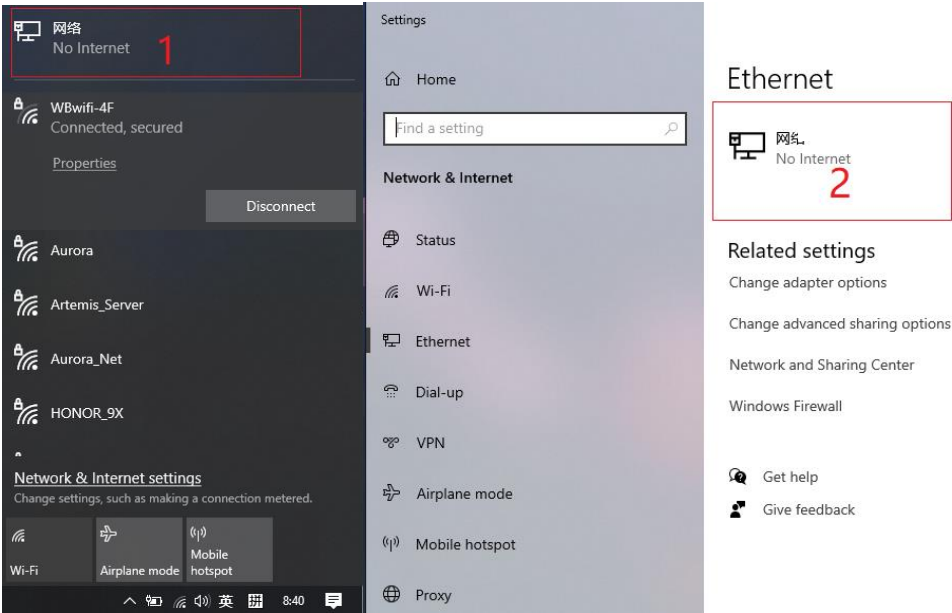 网络
No Internet
1
WBwifi-4F
Connected, secured
Properties
Disconnect
Aurora
Artemis_Server
Aurora_Net
HONOR_9X
Network & Internet settings
Change settings, such as making a connection metered.
Wi-Fi
Airplane mode
Mobile
hotspot
英
拼
8:40
Settings
Home
Find a setting
Network & Internet
Status
Wi-Fi
Ethernet
Dial-up
VPN
Airplane mode
Mobile hotspot
Proxy
Ethernet
网络
No Internet
2
Related settings
Change adapter options
Change advanced sharing options
Network and Sharing Center
Windows Firewall
Get help
Give feedback